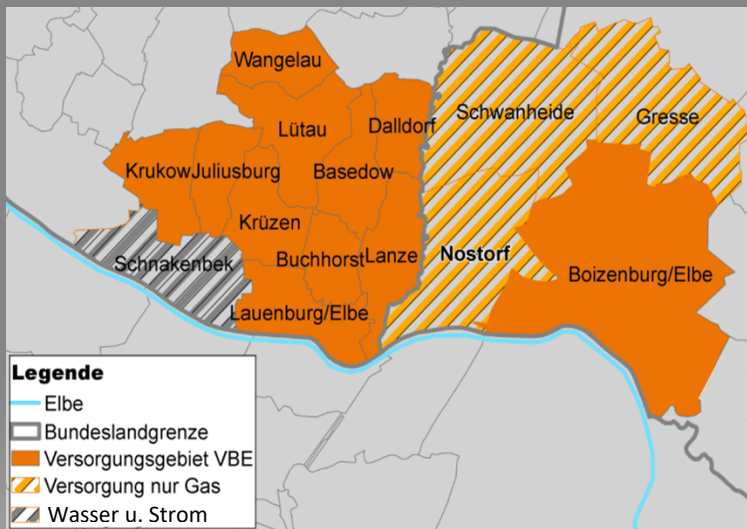 Wangelau
Lütau
Dalldorf
Schwanheide
Gresse
Krukow
Juliusburg
Basedow
Krüzen
Schnakenbek
Buchhorst
Lanze
Nostorf
Boizenburg/Elbe
Lauenburg/Elbe
Legende
Elbe
Bundeslandgrenze
Versorgungsgebiet VBE
Versorgung nur Gas
Wasser u. Strom